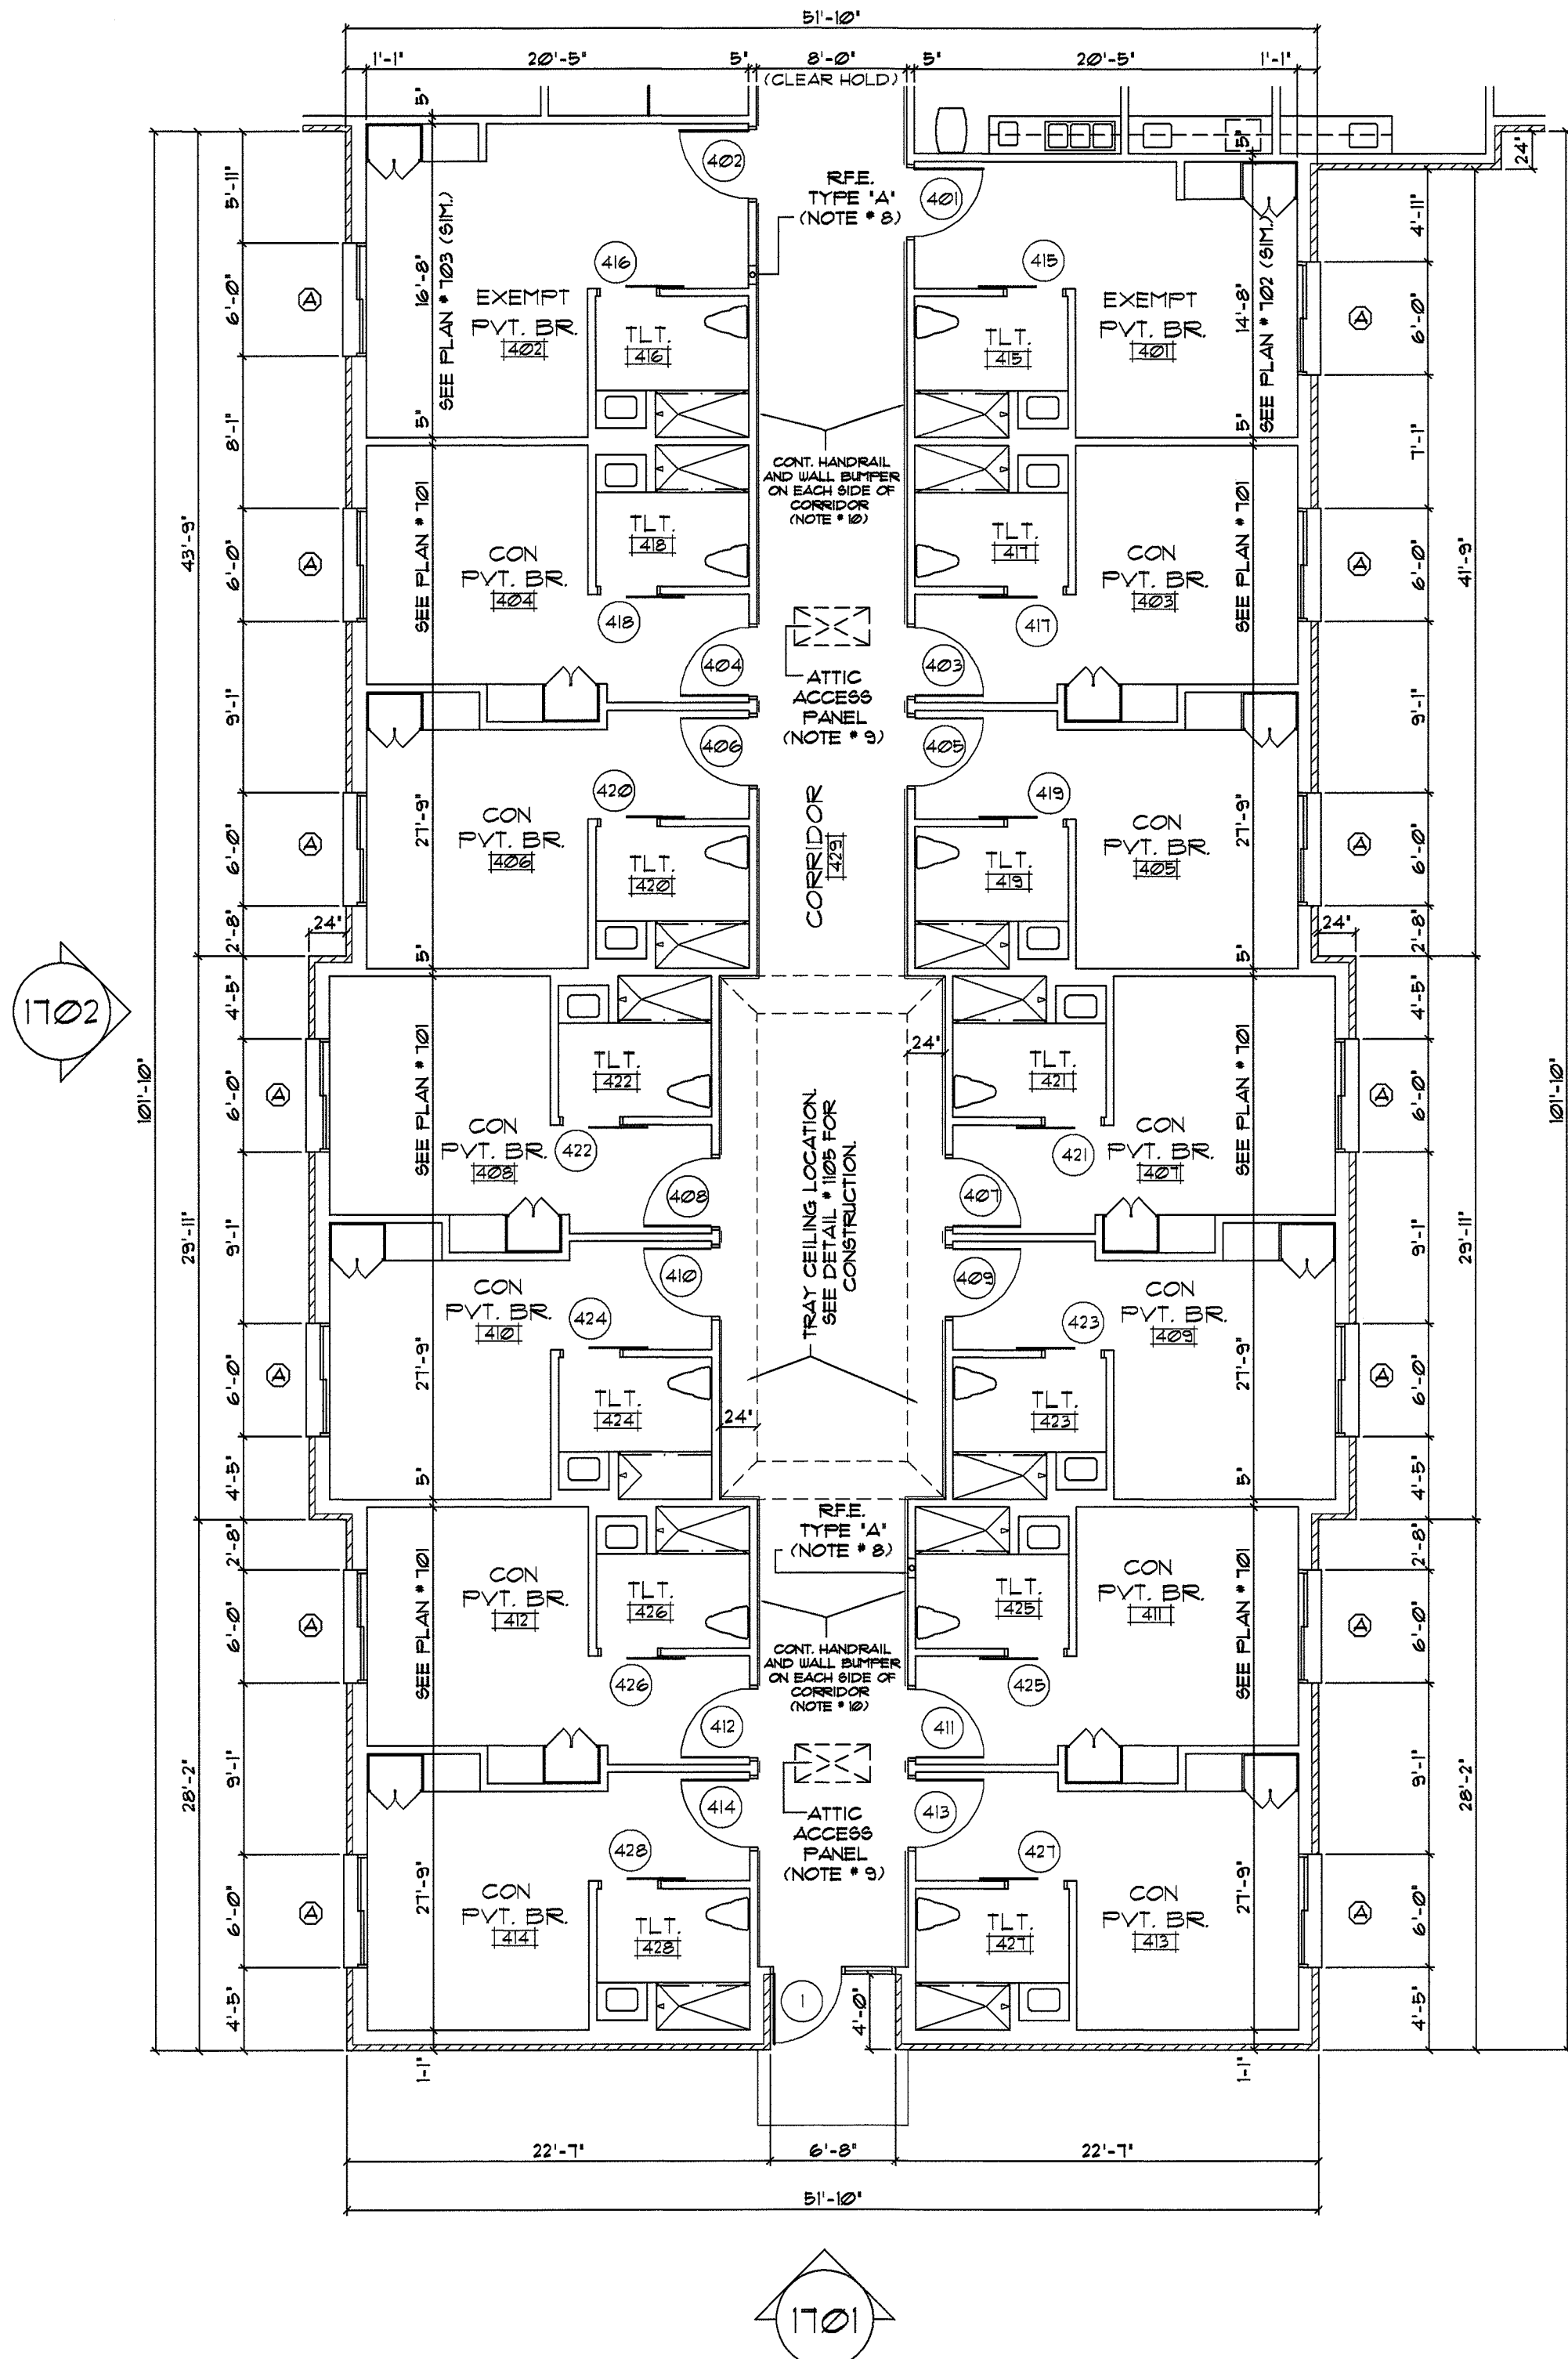 51'-10"
1'-1"
20'-5"
5"
8'-0"
5"
20'-5"
1'-1"
(CLEAR HOLD)
5"
5"
24"
402
401
R.F.E.
TYPE "A"
(NOTE # 8)
5'-11"
4'-11"
SEE PLAN # 703 (SIM.)
16'-8"
SEE PLAN # 702 (SIM.)
14'-8"
416
415
EXEMPT
PVT. BR.
402
EXEMPT
PVT. BR.
401
TLT.
416
TLT.
415
A
6'-0"
A
6'-0"
8'-1"
5"
5"
7'-1"
CONT. HANDRAIL
AND WALL BUMPER
ON EACH SIDE OF
CORRIDOR
(NOTE # 10)
SEE PLAN # 701
SEE PLAN # 701
43'-9"
41'-9"
TLT.
418
TLT.
417
CON
PVT. BR.
404
CON
PVT. BR.
403
A
6'-0"
A
6'-0"
418
417
404
403
ATTIC
ACCESS
PANEL
(NOTE # 9)
9'-1"
9'-1"
406
405
420
419
27'-9"
27'-9"
CON
PVT. BR.
406
CON
PVT. BR.
405
TLT.
420
TLT.
419
CORRIDOR
429
A
6'-0"
A
6'-0"
24"
2'-8"
5"
5"
24"
2'-8"
1702
4'-5"
4'-5"
101'-10"
101'-10"
SEE PLAN # 701
SEE PLAN # 701
24"
TLT.
422
TLT.
421
A
6'-0"
A
6'-0"
CON
PVT. BR.
408
CON
PVT. BR.
407
422
421
408
407
TRAY CEILING LOCATION.
SEE DETAIL # 1105 FOR
CONSTRUCTION.
29'-11"
9'-1"
9'-1"
29'-11"
410
409
CON
PVT. BR.
410
CON
PVT. BR.
409
424
423
27'-9"
27'-9"
A
6'-0"
A
6'-0"
TLT.
424
TLT.
423
24"
4'-5"
5"
5"
4'-5"
R.F.E.
TYPE "A"
(NOTE # 8)
2'-8"
2'-8"
SEE PLAN # 701
SEE PLAN # 701
CON
PVT. BR.
412
CON
PVT. BR.
411
TLT.
426
TLT.
425
A
6'-0"
A
6'-0"
CONT. HANDRAIL
AND WALL BUMPER
ON EACH SIDE OF
CORRIDOR
(NOTE # 10)
426
425
412
411
28'-2"
9'-1"
9'-1"
28'-2"
414
413
ATTIC
ACCESS
PANEL
(NOTE # 9)
428
427
27'-9"
27'-9"
CON
PVT. BR.
414
CON
PVT. BR.
413
TLT.
428
TLT.
427
A
6'-0"
A
6'-0"
1
4'-0"
4'-5"
4'-5"
1-1"
1-1"
22'-7"
6'-8"
22'-7"
51'-10"
1701